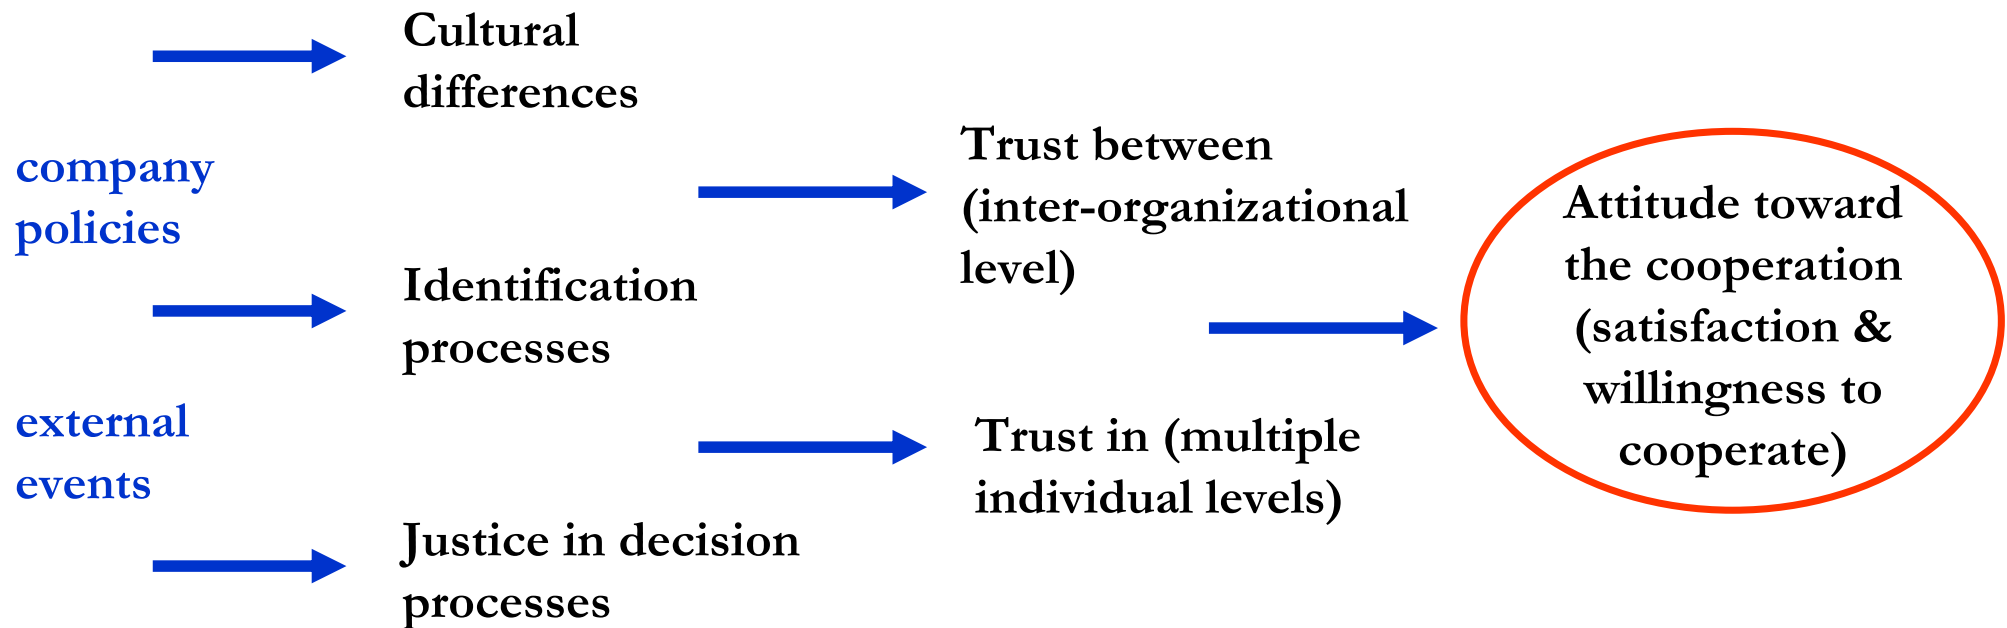 company
policies
external
events
Cultural
differences
Identification
processes
Justice in decision
processes
Trust between
(inter-organizational
level)
Trust in (multiple
individual levels)
Attitude toward
the cooperation
(satisfaction &
willingness to
cooperate)